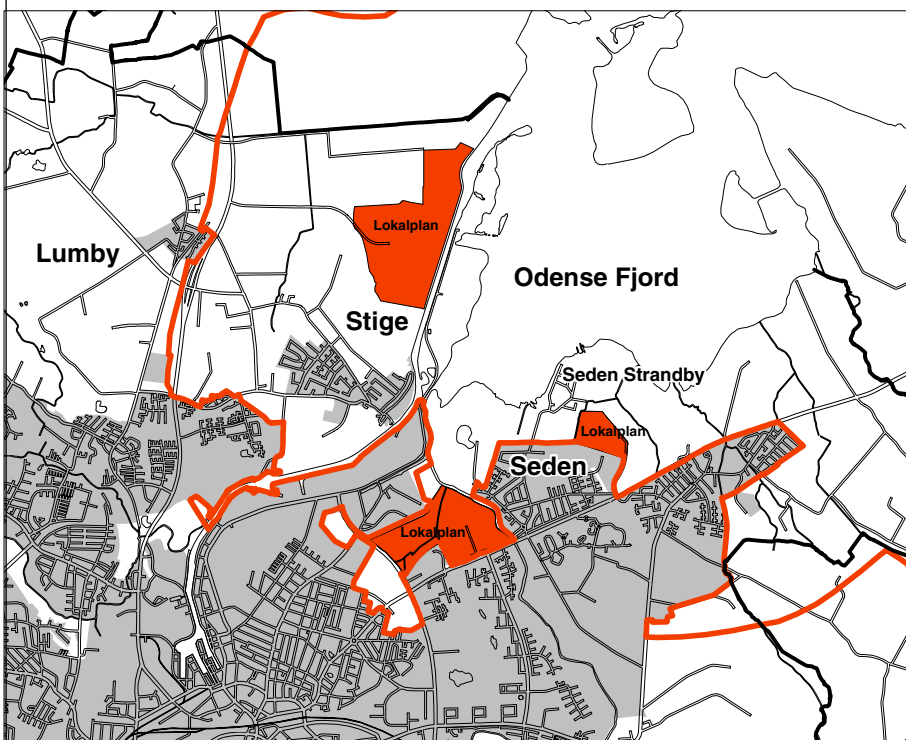 Lokalplan
Lumby
Odense Fjord
Stige
Seden Strandby
Lokalplan
Seden
Lokalplan